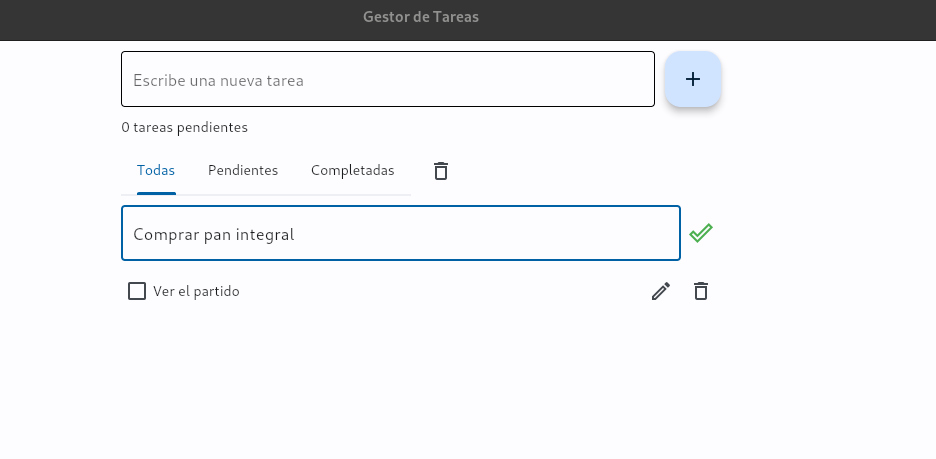 Gestor de Tareas
Escribe una nueva tarea
0 tareas pendientes
Todas Pendientes Completadas
Comprar pan integral
Ver el partido